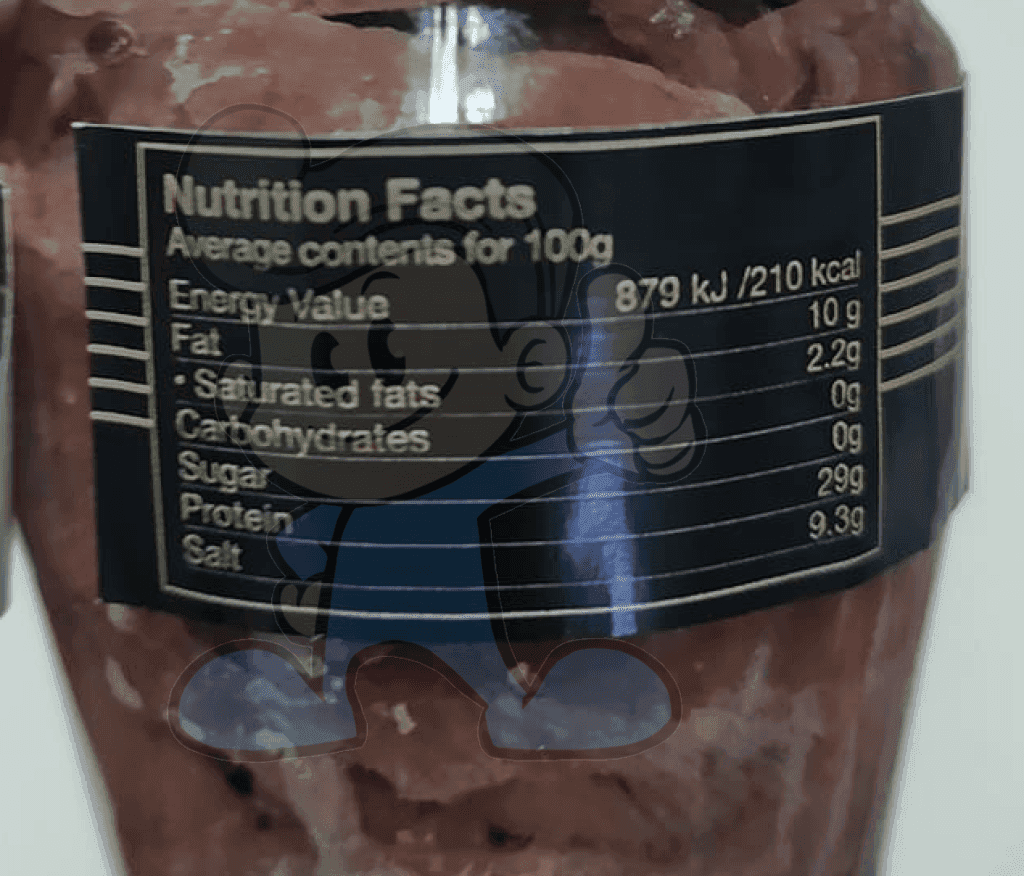 Nutrition Facts
Average contents for 100g
Energy Value 879 kJ /210 kcal
Fat 10 g
• Saturated fats 2.2g
Carbohydrates 0g
Sugar 0g
Protein 29g
Salt 9.3g